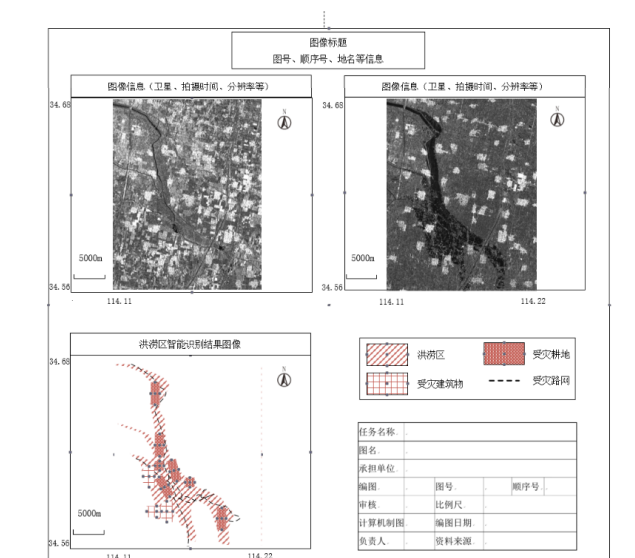 图像标题
图号、顺序号、地名等信息
图像信息（卫星、拍摄时间、分辨率等）
图像信息（卫星、拍摄时间、分辨率等）
34.68
34.68
N
N
5000m
5000m
34.56
34.56
114.11
114.11
114.22
洪涝区智能识别结果图像
34.68
N
洪涝区
受灾耕地
受灾建筑物
受灾路网
5000m
34.56
114.11
114.22
任务名称
图名
承担单位
编图 图号 顺序号
审核 比例尺
计算机制图 编图日期
负责人 资料来源